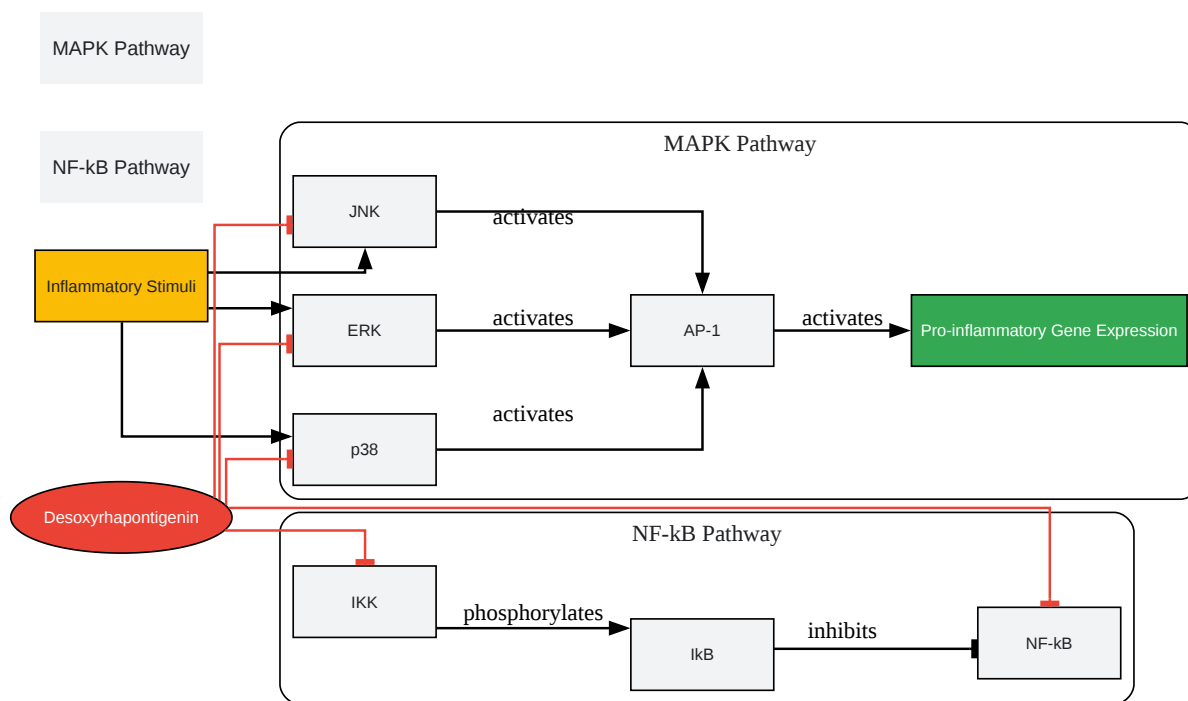 MAPK Pathway
NF-kB Pathway
MAPK Pathway
JNK
activates
Inflammatory Stimuli
ERK
activates
AP-1
activates
Pro-inflammatory Gene Expression
activates
p38
Desoxyrhapontigenin
NF-kB Pathway
IKK
phosphorylates
IkB
inhibits
NF-kB